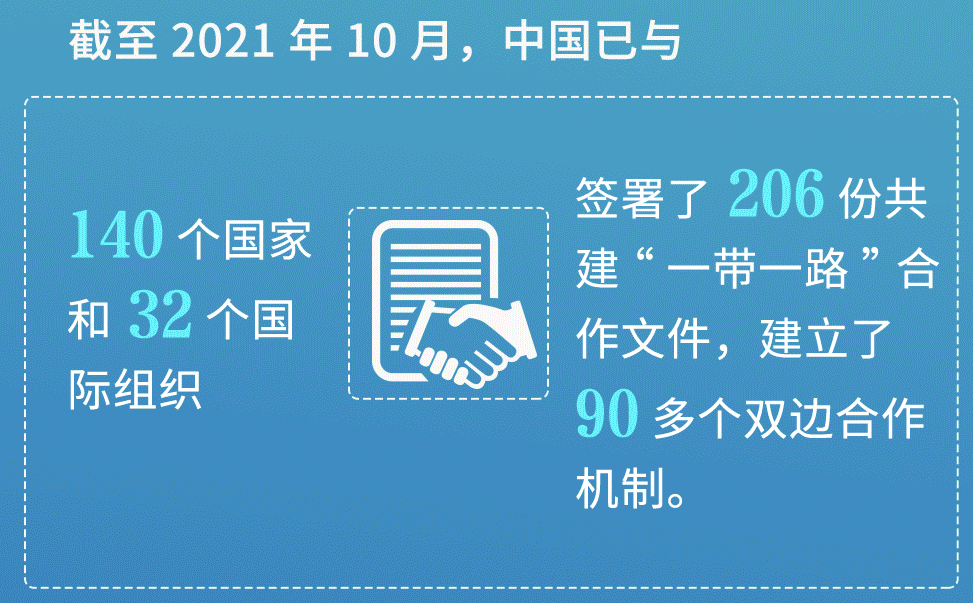 截至 2021 年 10 月，中国已与
140 个国家
和 32 个国
际组织
签署了 206 份共
建“一带一路”合
作文件，建立了
90 多个双边合作
机制。